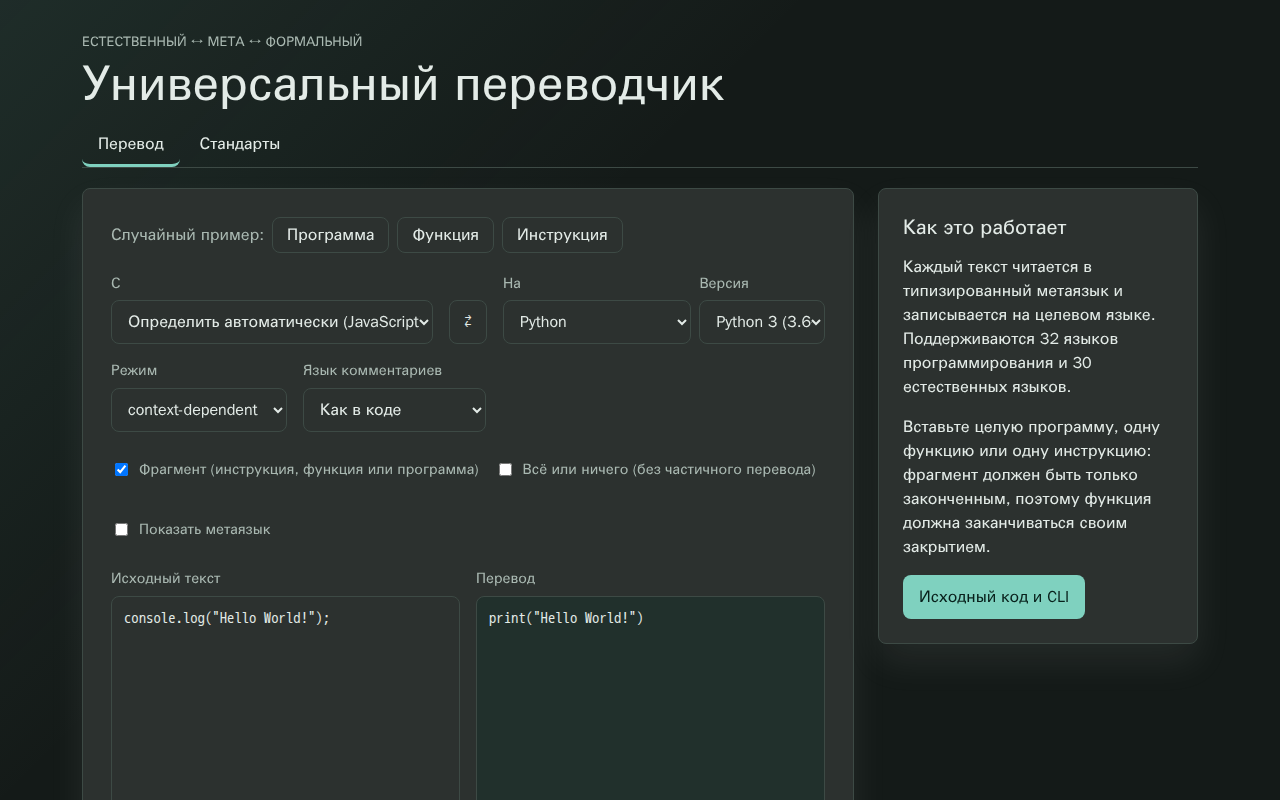 ЕСТЕСТВЕННЫЙ ↔ МЕТА ↔ ФОРМАЛЬНЫЙ
Универсальный переводчик
Перевод
Стандарты
Случайный пример:
Программа
Функция
Инструкция
С
На
Версия
Определить автоматически (JavaScript
⇄
Python
Python 3 (3.6
Режим
Язык комментариев
context-dependent
Как в коде
Фрагмент (инструкция, функция или программа)
Всё или ничего (без частичного перевода)
Показать метаязык
Исходный текст
Перевод
console.log("Hello World!");
print("Hello World!")
Как это работает
Каждый текст читается в
типизированный метаязык и
записывается на целевом языке.
Поддерживаются 32 языков
программирования и 30
естественных языков.
Вставьте целую программу, одну
функцию или одну инструкцию:
фрагмент должен быть только
законченным, поэтому функция
должна заканчиваться своим
закрытием.
Исходный код и CLI